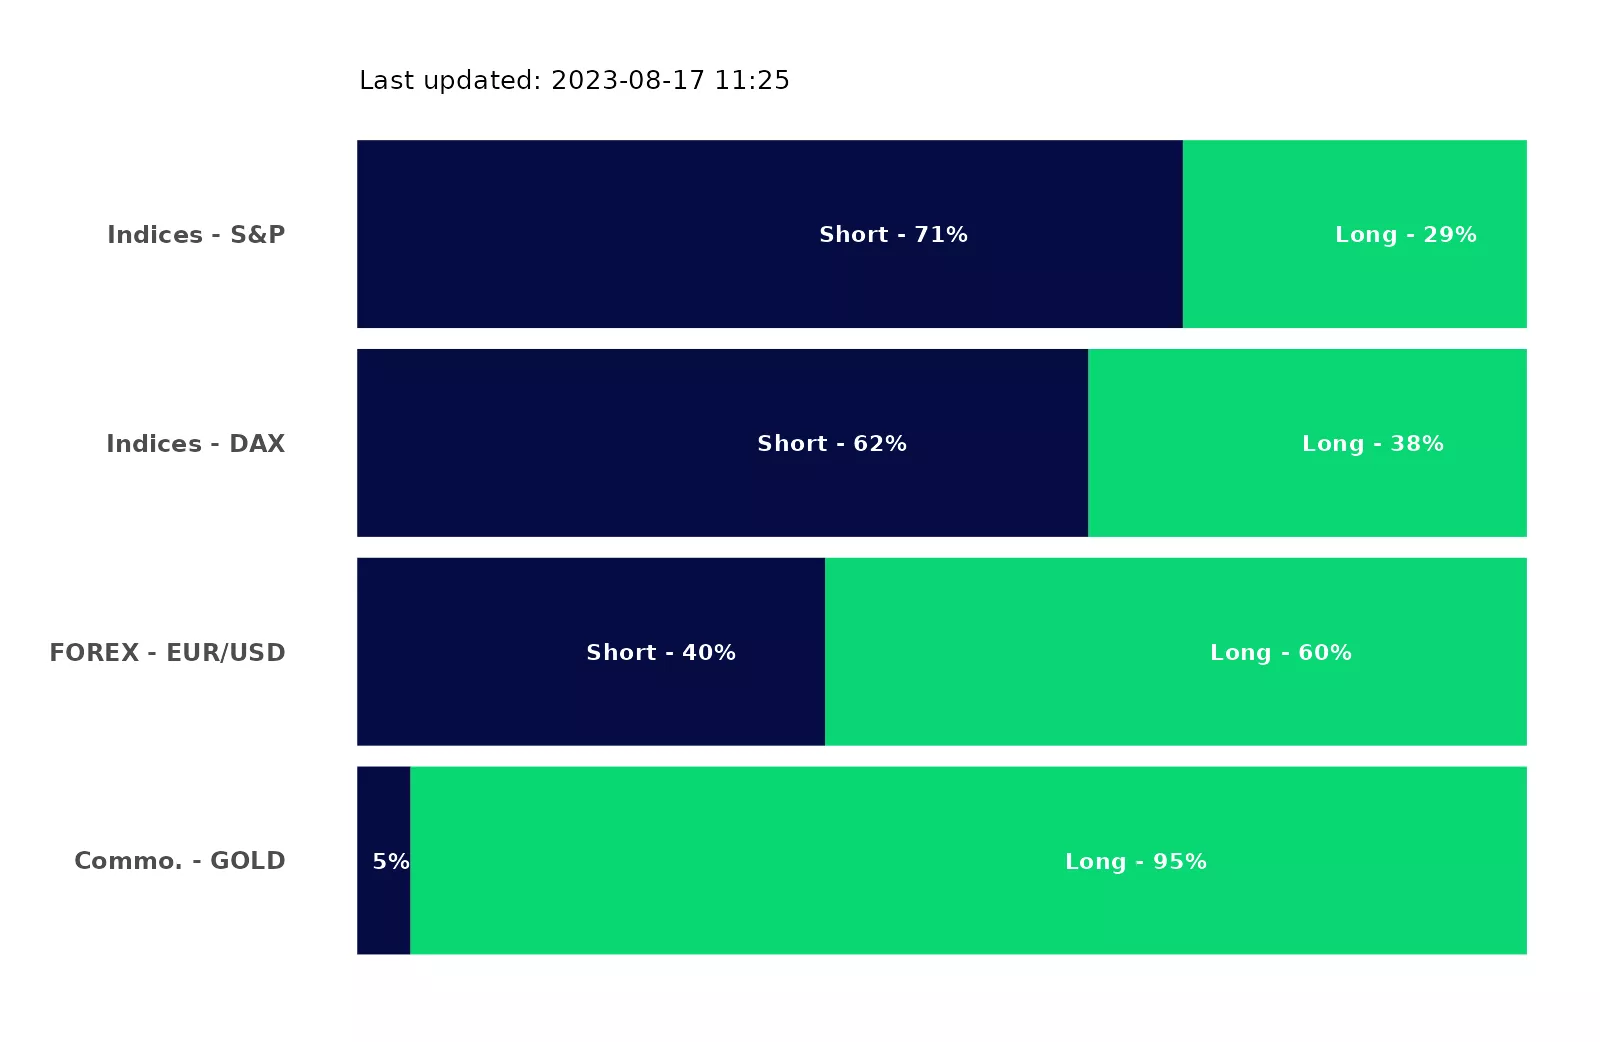 Last updated: 2023-08-17 11:25
Indices - S&P Short - 71% Long - 29%
Indices - DAX Short - 62% Long - 38%
FOREX - EUR/USD Short - 40% Long - 60%
Commo. - GOLD 5% Long - 95%